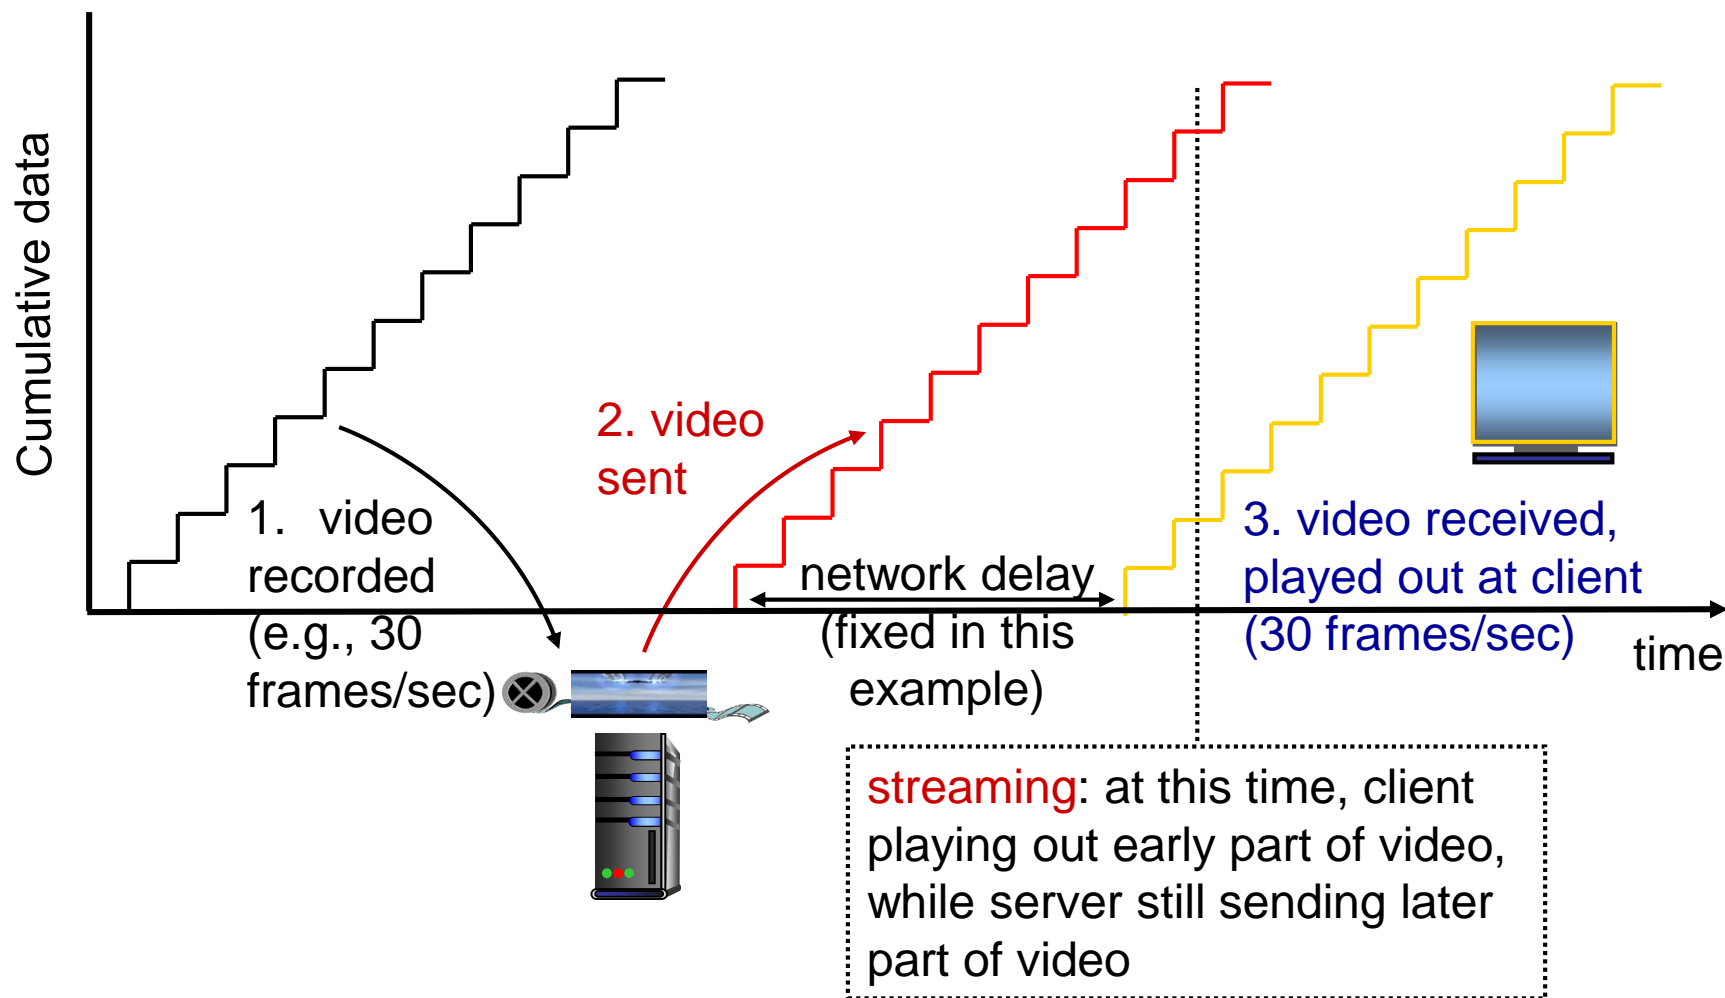 Cumulative data
1. video
recorded
(e.g., 30
frames/sec)
2. video
sent
network delay
(fixed in this
example)
3. video received,
played out at client
(30 frames/sec)
time
streaming: at this time, client
playing out early part of video,
while server still sending later
part of video